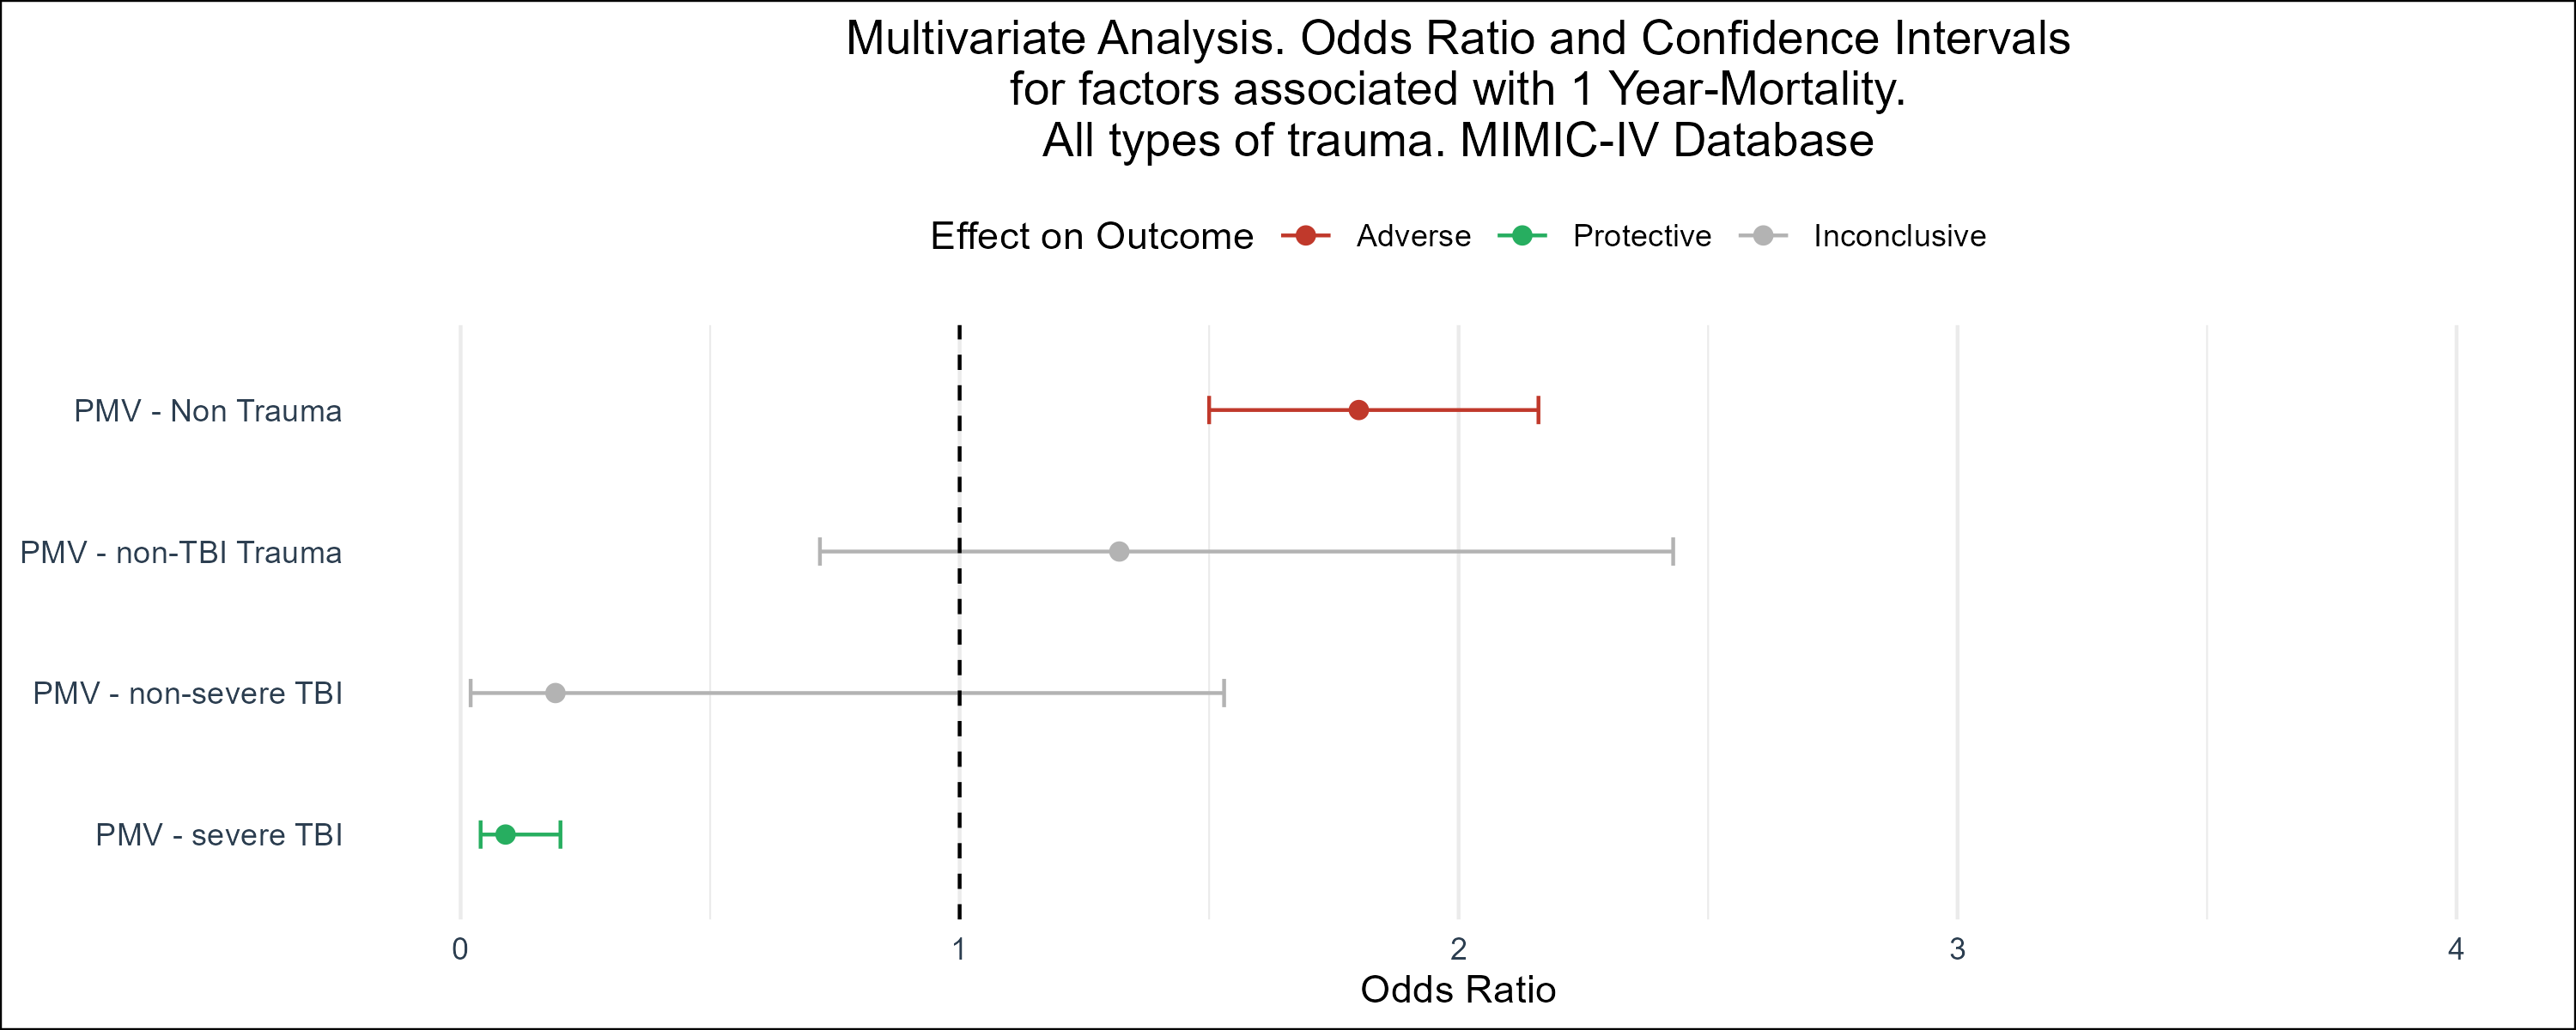 Multivariate Analysis. Odds Ratio and Confidence Intervals
for factors associated with 1 Year-Mortality.
All types of trauma. MIMIC-IV Database
Effect on Outcome Adverse Protective Inconclusive
PMV - Non Trauma
PMV - non-TBI Trauma
PMV - non-severe TBI
PMV - severe TBI
0 1 2 3 4
Odds Ratio